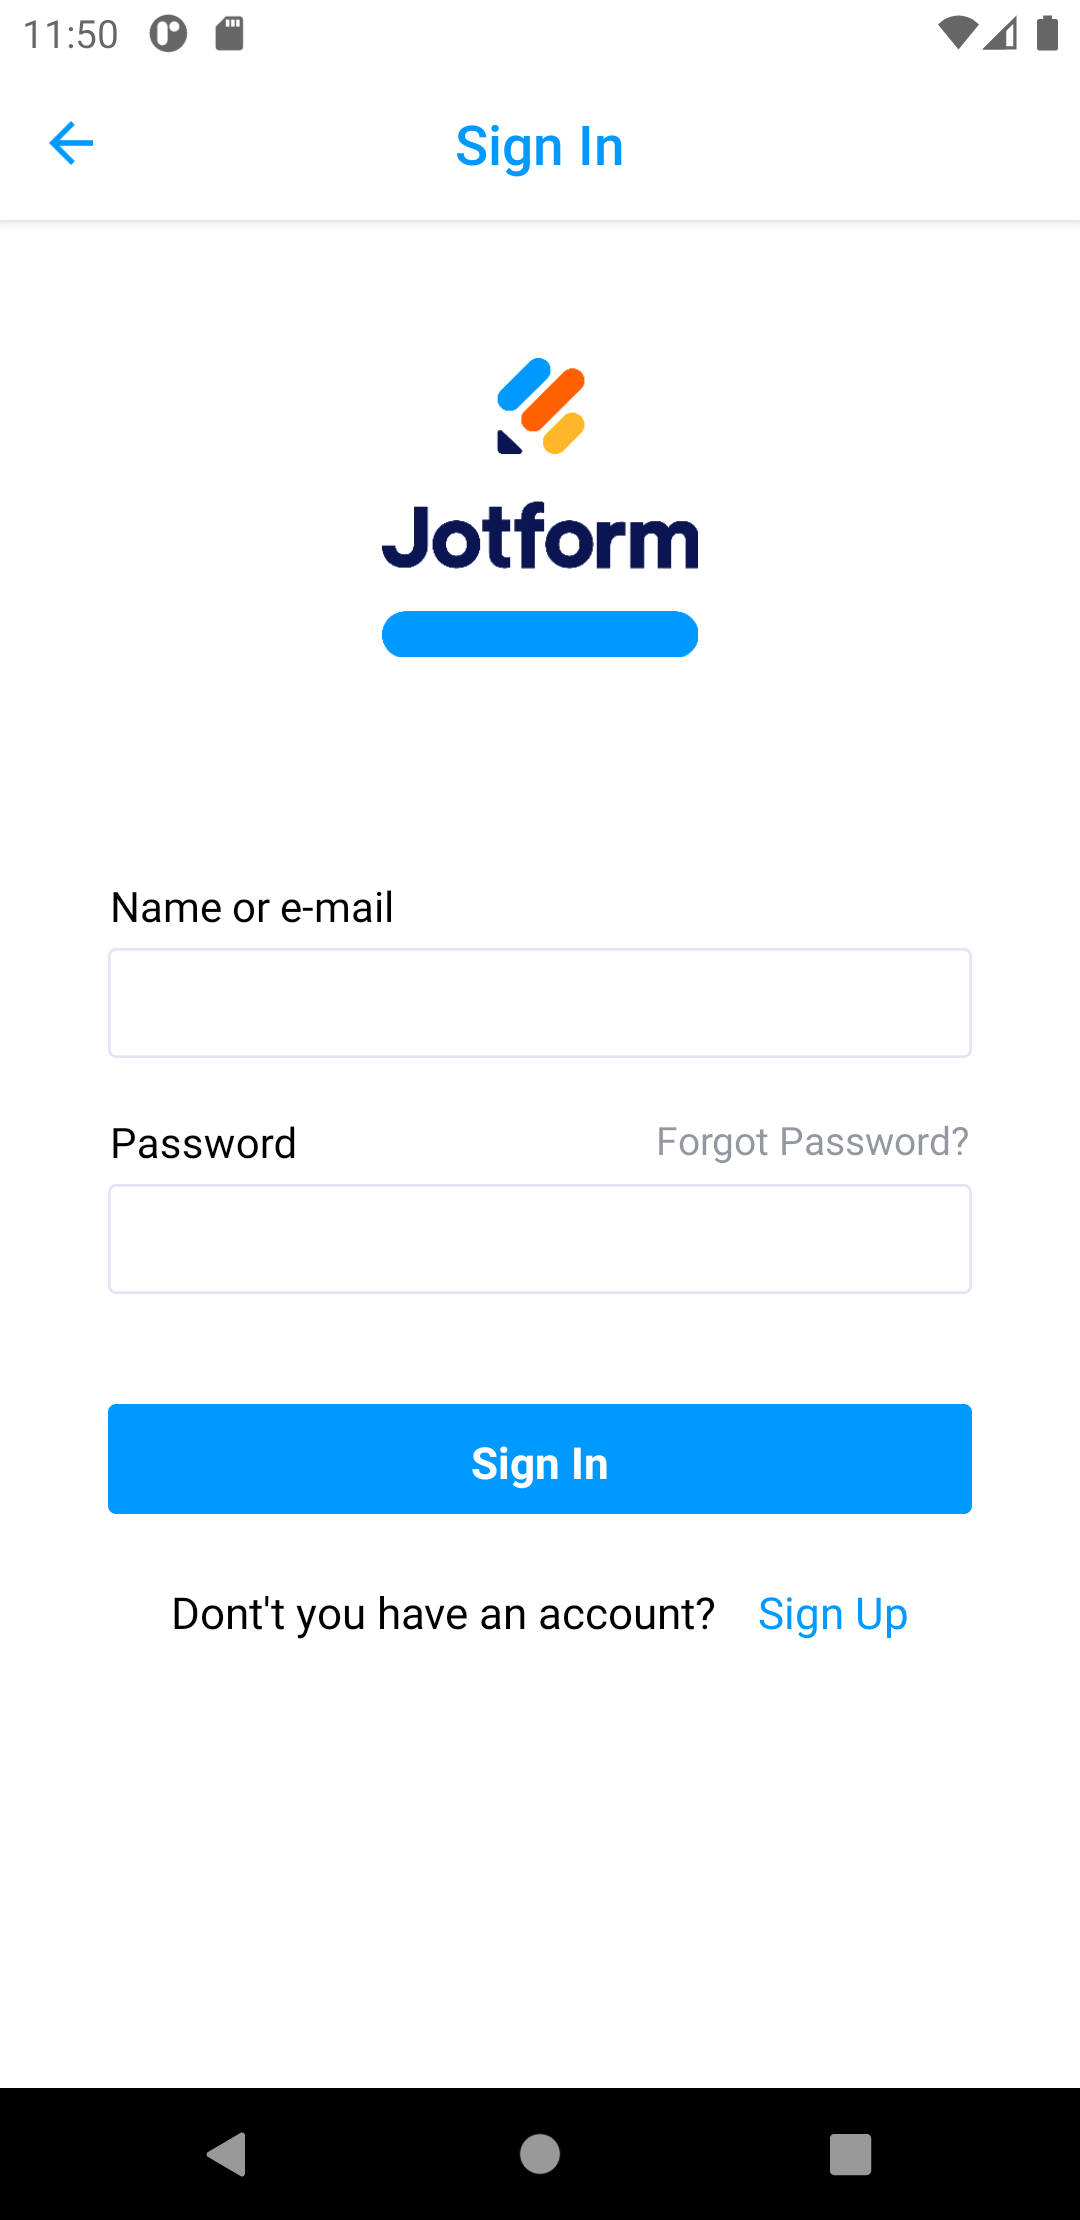 11:50
Sign In
Jotform
Name or e-mail
Password
Forgot Password?
Sign In
Dont't you have an account? Sign Up